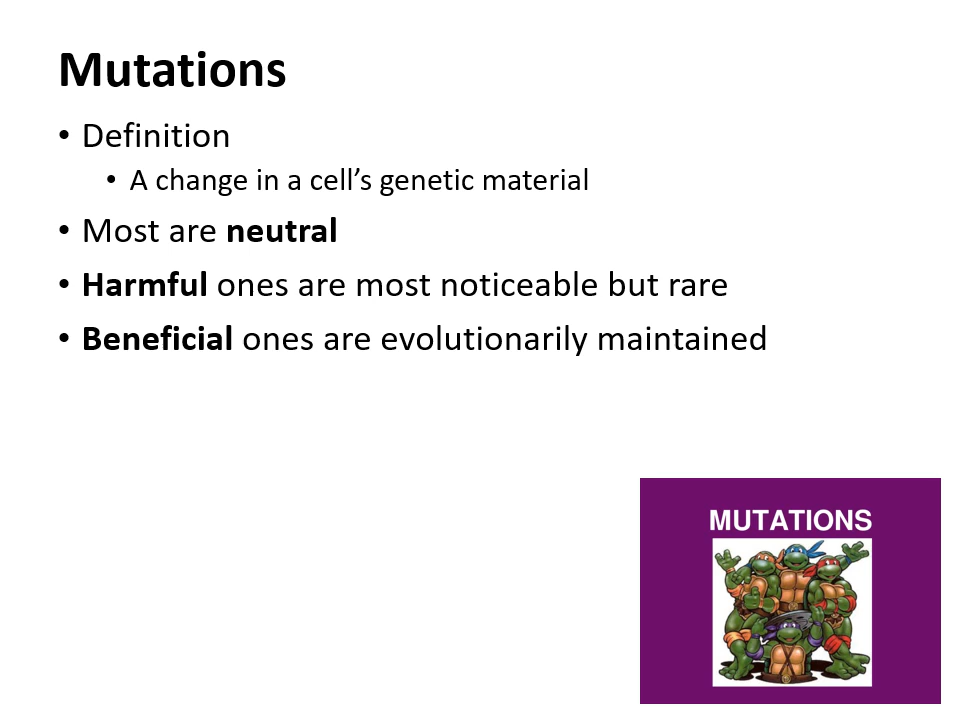 Mutations
• Definition
• A change in a cell’s genetic material
• Most are neutral
• Harmful ones are most noticeable but rare
• Beneficial ones are evolutionarily maintained
MUTATIONS